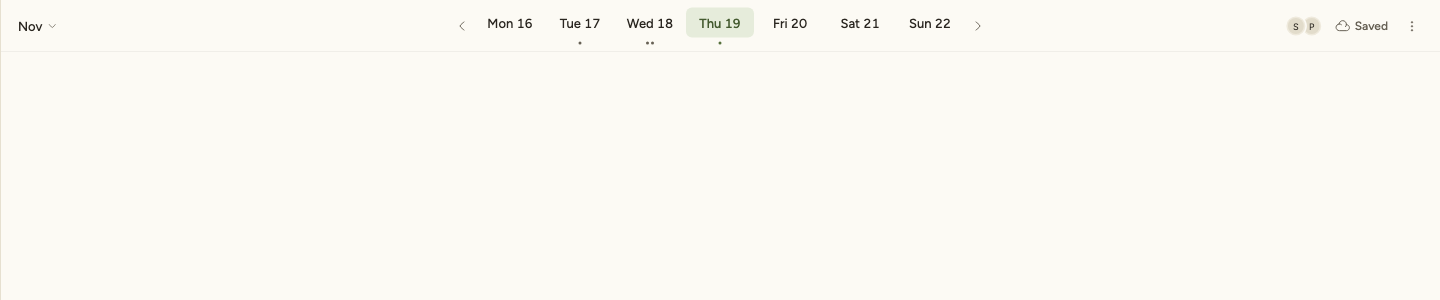 Nov
Mon 16
Tue 17
Wed 18
Thu 19
Fri 20
Sat 21
Sun 22
S
P
Saved